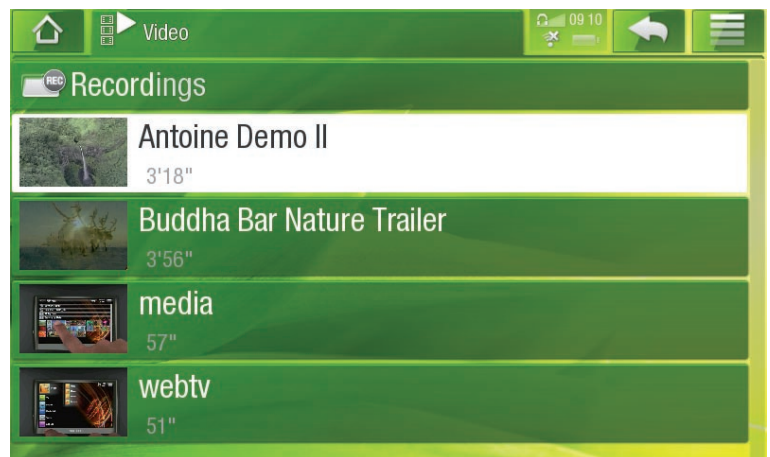 Video
09 10
REC Recordings
Antoine Demo II
3'18"
Buddha Bar Nature Trailer
3'56"
media
57"
webtv
51"